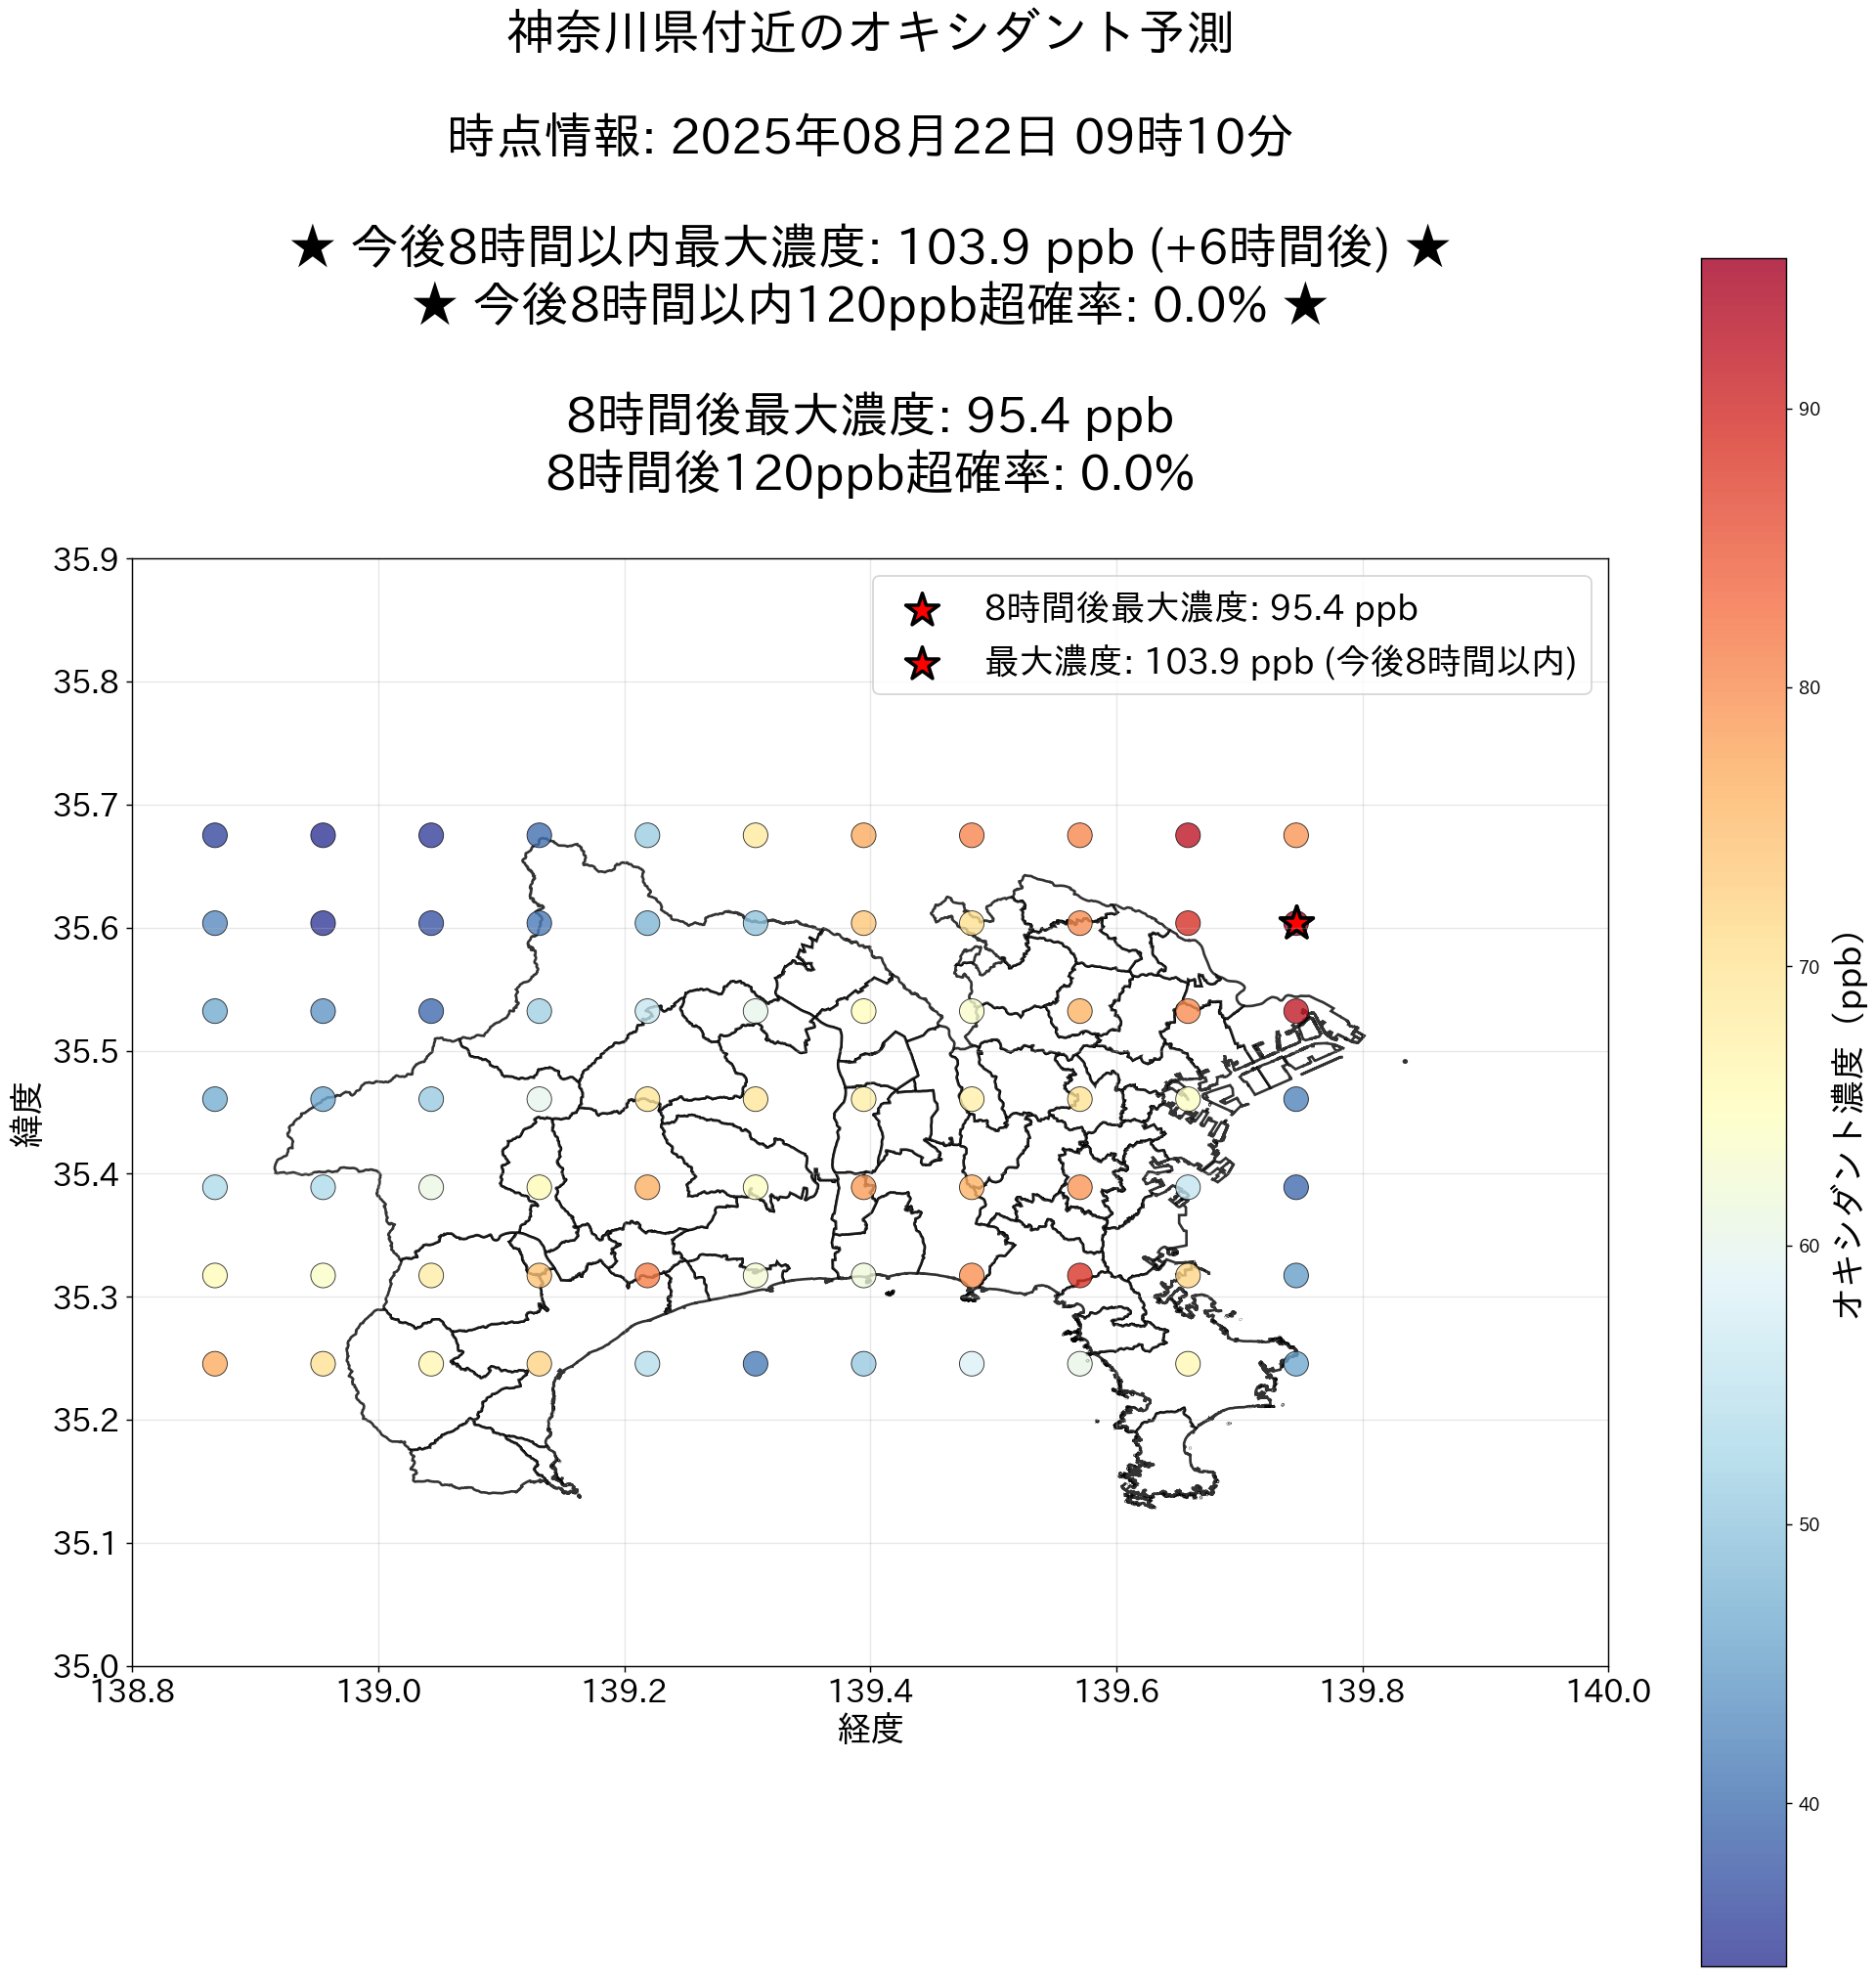 神奈川県付近のオキシダント予測
時点情報: 2025年08月22日 09時10分
★ 今後8時間以内最大濃度: 103.9 ppb (+6時間後) ★
★ 今後8時間以内120ppb超確率: 0.0% ★
8時間後最大濃度: 95.4 ppb
8時間後120ppb超確率: 0.0%
8時間後最大濃度: 95.4 ppb
最大濃度: 103.9 ppb (今後8時間以内)
35.9
35.8
35.7
35.6
35.5
35.4
35.3
35.2
35.1
35.0
緯度
138.8 139.0 139.2 139.4 139.6 139.8 140.0
経度
90
80
70
60
50
40
オキシダント濃度 (ppb)